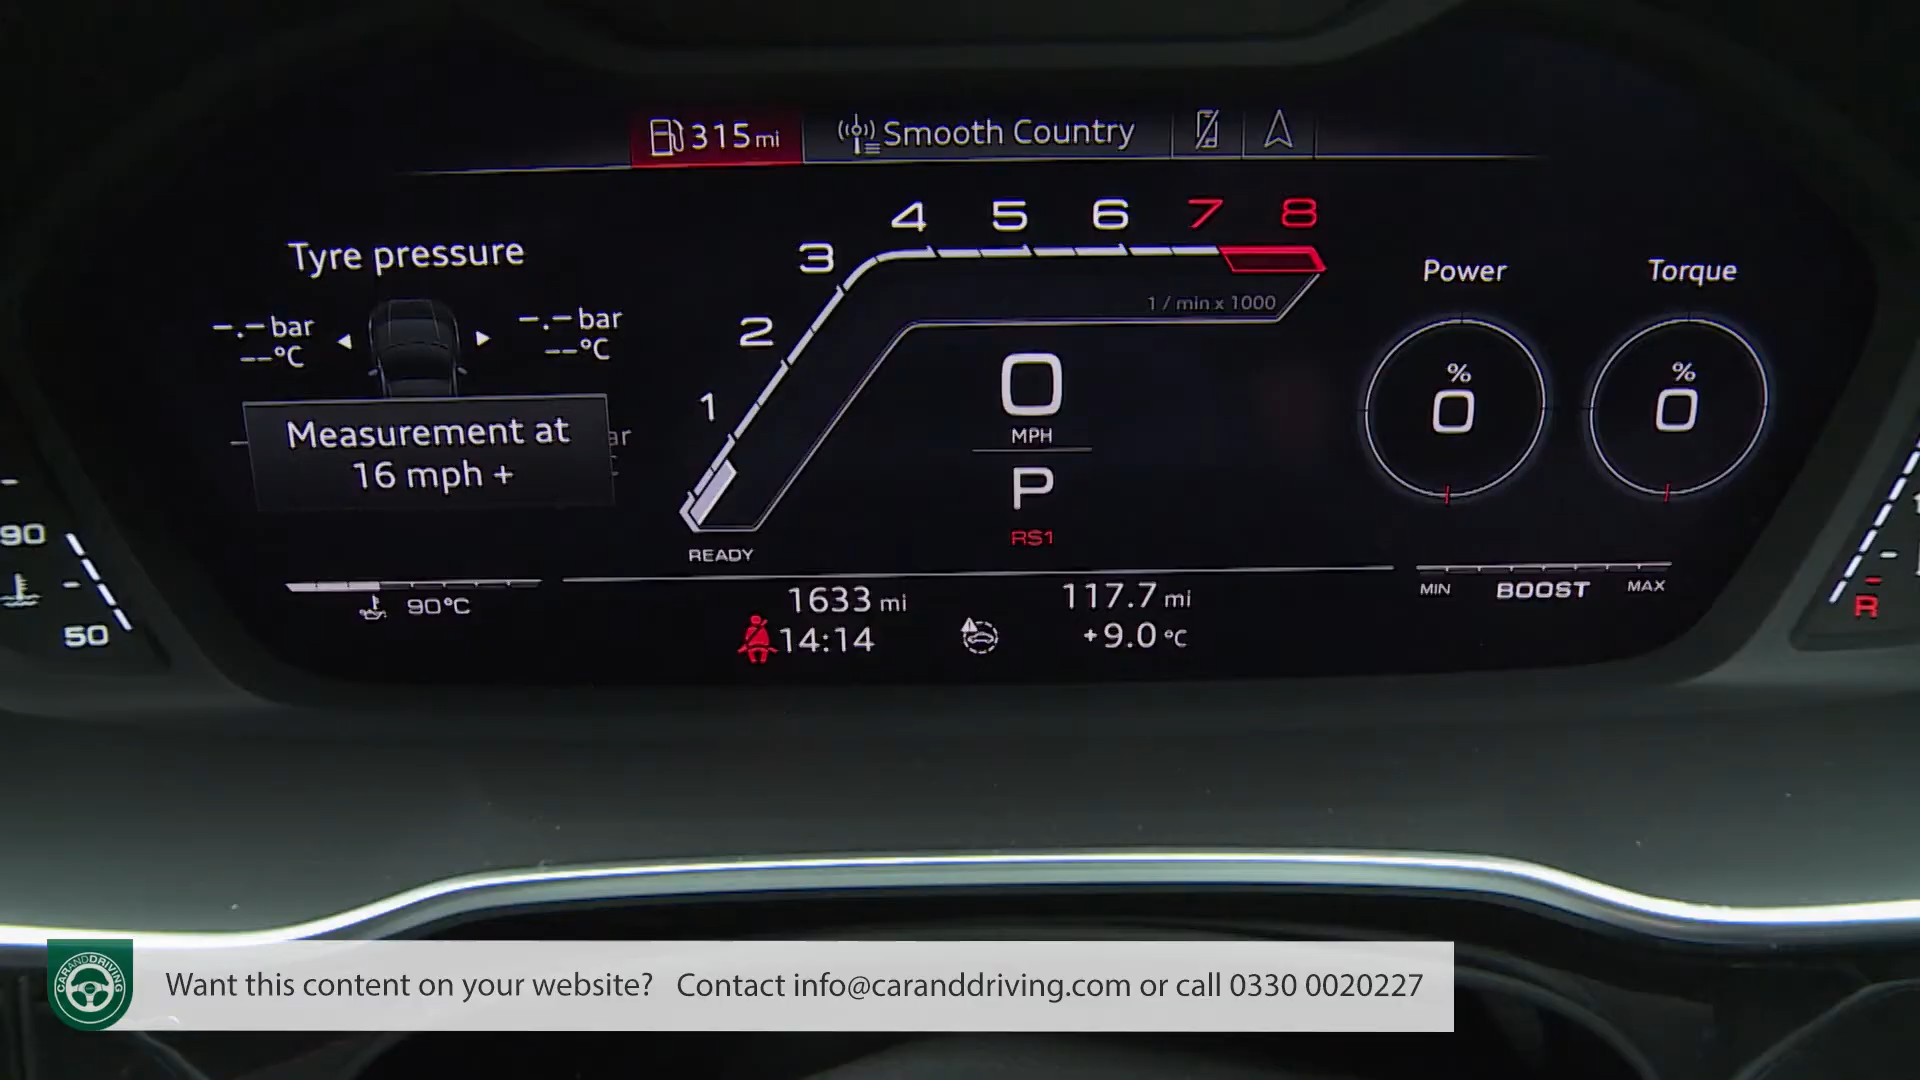 315 mi
Smooth Country
Tyre pressure
-.- bar
--°C
-.- bar
--°C
Measurement at
16 mph +
1
2
3
4
5
6
7
8
1 / min x 1000
READY
0
MPH
P
RS1
Power
%
0
Torque
%
0
90
50
90°C
1633 mi
117.7 mi
14:14
+9.0 °C
MIN
BOOST
MAX
R
CARANDDRIVING
Want this content on your website? Contact info@caranddriving.com or call 0330 0020227